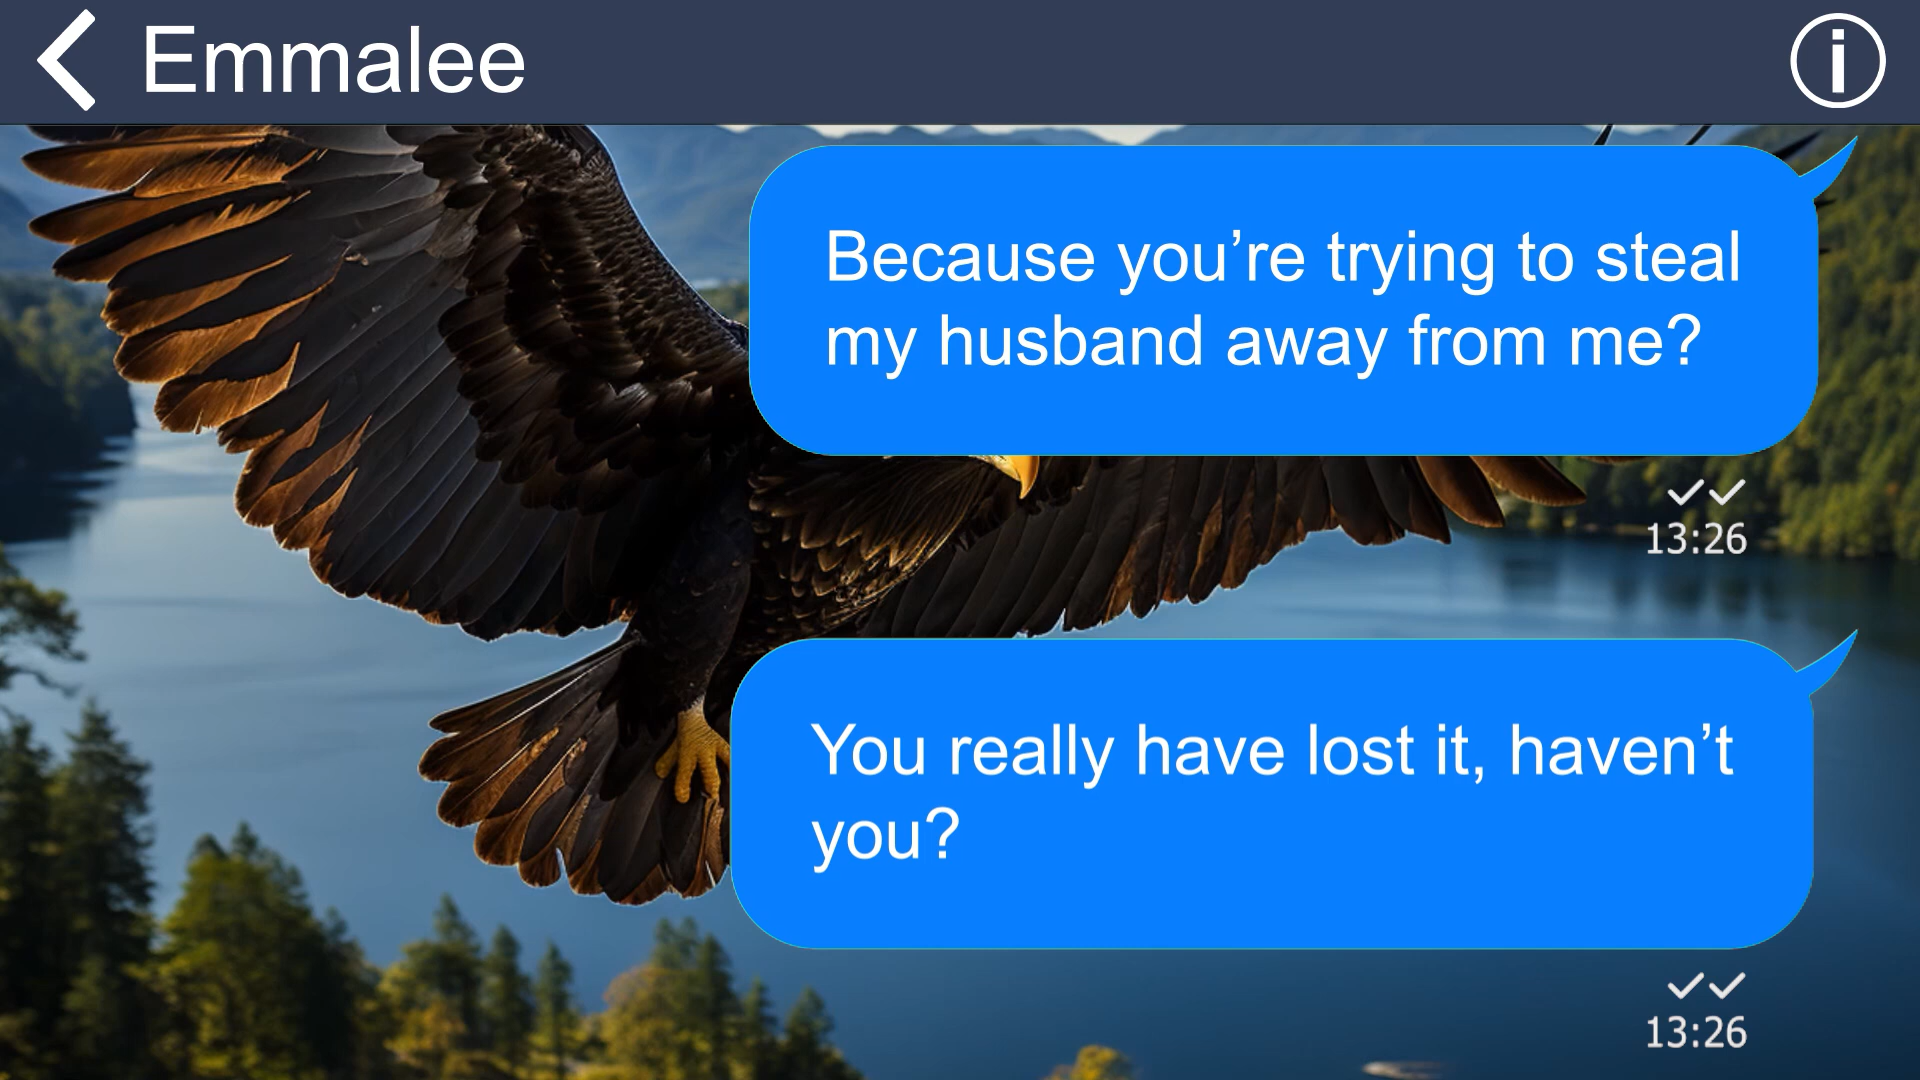 Emmalee
Because you’re trying to steal
my husband away from me?
13:26
You really have lost it, haven’t
you?
13:26